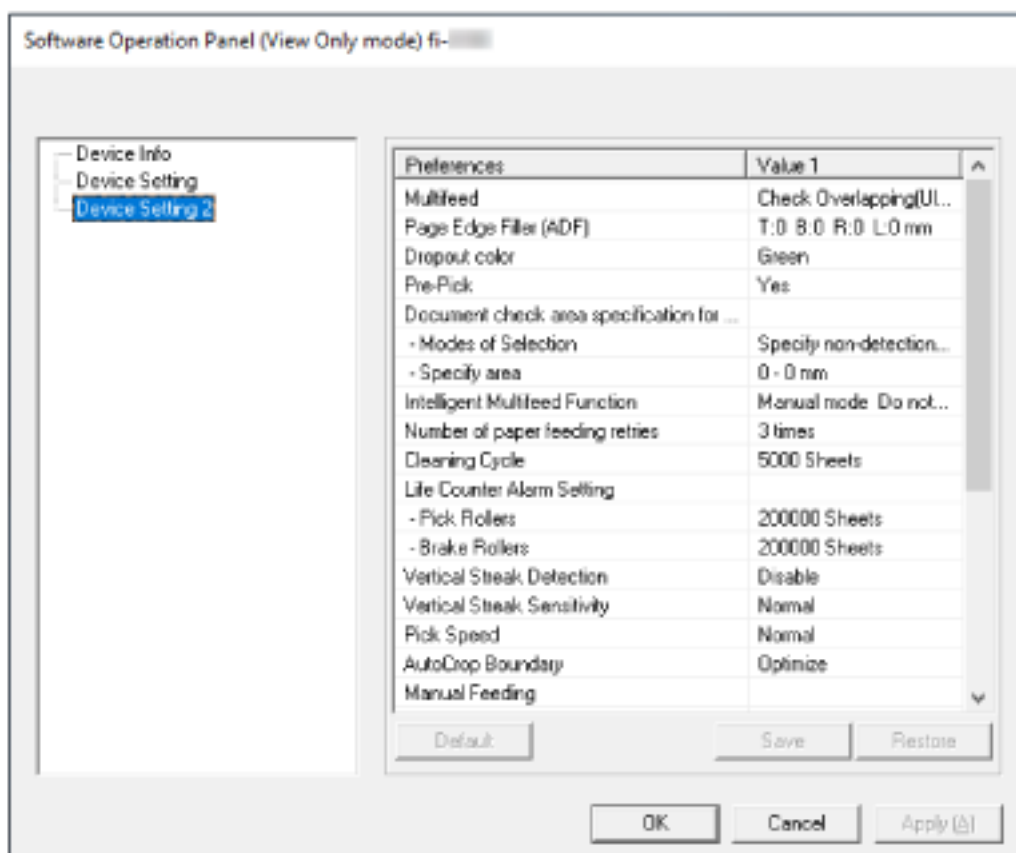 Software Operation Panel (View Only mode) fi-
Device Info
Device Setting
Device Setting 2
Preferences Value 1
Multifeed Check Overlapping(Ul...
Page Edge Filler (ADF) T:0 B:0 R:0 L:0 mm
Dropout color Green
Pre-Pick Yes
Document check area specification for ...
- Modes of Selection Specify non-detection...
- Specify area 0 - 0 mm
Intelligent Multifeed Function Manual mode Do not...
Number of paper feeding retries 3 times
Cleaning Cycle 5000 Sheets
Life Counter Alarm Setting
- Pick Rollers 200000 Sheets
- Brake Rollers 200000 Sheets
Vertical Streak Detection Disable
Vertical Streak Sensitivity Normal
Pick Speed Normal
AutoCrop Boundary Optimize
Manual Feeding
Default Save Restore
OK Cancel Apply (A)